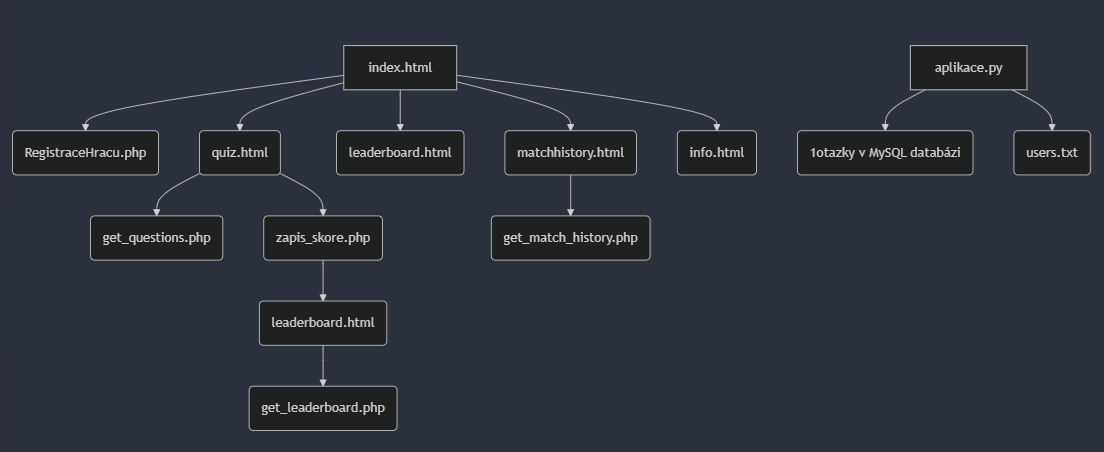 index.html
aplikace.py
RegistraceHracu.php
quiz.html
leaderboard.html
matchhistory.html
info.html
1otazky v MySQL databázi
users.txt
get_questions.php
zapis_skore.php
get_match_history.php
leaderboard.html
get_leaderboard.php